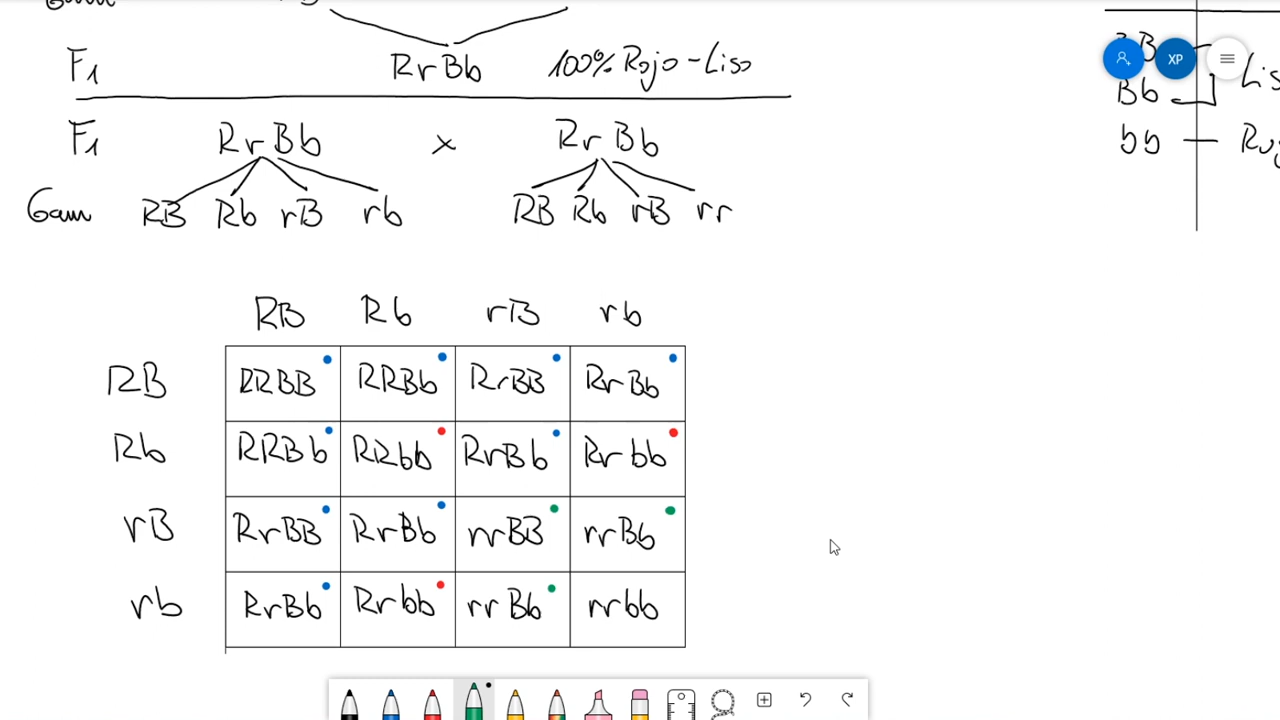 F1 RrBb 100% Rojo-Liso
F1 RrBb x RrBb
Gam RB Rb rB rb RB Rb rB rr
RB Rb rB rb
RB RRBB RRBb RrBB RrBb
Rb RRBb RRbb RrBb Rrbb
rB RrBB RrBb rrBB rrBb
rb RrBb Rrbb rrBb rrbb
XP
Bb
bb